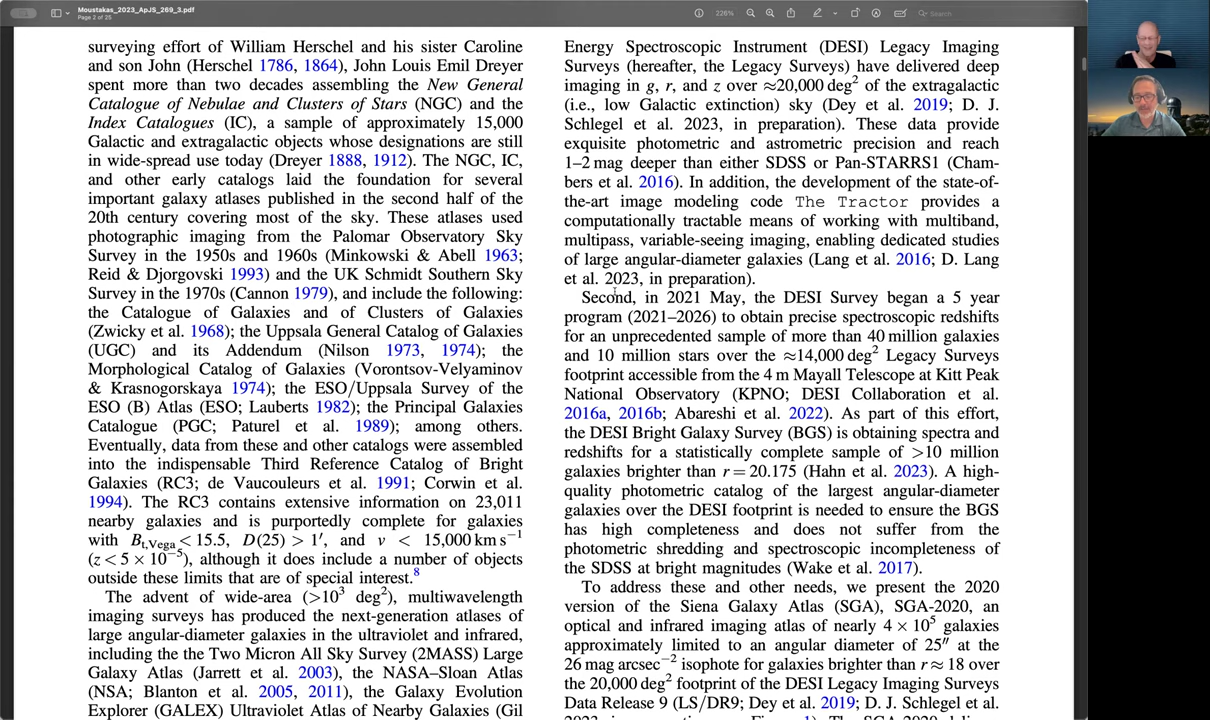 Moustakas_2023_ApJS_269_3.pdf
Page 2 of 25
226%
Search
surveying effort of William Herschel and his sister Caroline
and son John (Herschel 1786, 1864), John Louis Emil Dreyer
spent more than two decades assembling the New General
Catalogue of Nebulae and Clusters of Stars (NGC) and the
Index Catalogues (IC), a sample of approximately 15,000
Galactic and extragalactic objects whose designations are still
in wide-spread use today (Dreyer 1888, 1912). The NGC, IC,
and other early catalogs laid the foundation for several
important galaxy atlases published in the second half of the
20th century covering most of the sky. These atlases used
photographic imaging from the Palomar Observatory Sky
Survey in the 1950s and 1960s (Minkowski & Abell 1963;
Reid & Djorgovski 1993) and the UK Schmidt Southern Sky
Survey in the 1970s (Cannon 1979), and include the following:
the Catalogue of Galaxies and of Clusters of Galaxies
(Zwicky et al. 1968); the Uppsala General Catalog of Galaxies
(UGC) and its Addendum (Nilson 1973, 1974); the
Morphological Catalog of Galaxies (Vorontsov-Velyaminov
& Krasnogorskaya 1974); the ESO/Uppsala Survey of the
ESO (B) Atlas (ESO; Lauberts 1982); the Principal Galaxies
Catalogue (PGC; Paturel et al. 1989); among others.
Eventually, data from these and other catalogs were assembled
into the indispensable Third Reference Catalog of Bright
Galaxies (RC3; de Vaucouleurs et al. 1991; Corwin et al.
1994). The RC3 contains extensive information on 23,011
nearby galaxies and is purportedly complete for galaxies
with B_t,Vega < 15.5, D(25) > 1′, and v < 15,000 km s⁻¹
(z < 5 × 10⁻⁵), although it does include a number of objects
outside these limits that are of special interest.⁸
The advent of wide-area (>10³ deg²), multiwavelength
imaging surveys has produced the next-generation atlases of
large angular-diameter galaxies in the ultraviolet and infrared,
including the the Two Micron All Sky Survey (2MASS) Large
Galaxy Atlas (Jarrett et al. 2003), the NASA–Sloan Atlas
(NSA; Blanton et al. 2005, 2011), the Galaxy Evolution
Explorer (GALEX) Ultraviolet Atlas of Nearby Galaxies (Gil
Energy Spectroscopic Instrument (DESI) Legacy Imaging
Surveys (hereafter, the Legacy Surveys) have delivered deep
imaging in g, r, and z over ≈20,000 deg² of the extragalactic
(i.e., low Galactic extinction) sky (Dey et al. 2019; D. J.
Schlegel et al. 2023, in preparation). These data provide
exquisite photometric and astrometric precision and reach
1–2 mag deeper than either SDSS or Pan-STARRS1 (Cham-
bers et al. 2016). In addition, the development of the state-of-
the-art image modeling code The Tractor provides a
computationally tractable means of working with multiband,
multipass, variable-seeing imaging, enabling dedicated studies
of large angular-diameter galaxies (Lang et al. 2016; D. Lang
et al. 2023, in preparation).
Second, in 2021 May, the DESI Survey began a 5 year
program (2021–2026) to obtain precise spectroscopic redshifts
for an unprecedented sample of more than 40 million galaxies
and 10 million stars over the ≈14,000 deg² Legacy Surveys
footprint accessible from the 4 m Mayall Telescope at Kitt Peak
National Observatory (KPNO; DESI Collaboration et al.
2016a, 2016b; Abareshi et al. 2022). As part of this effort,
the DESI Bright Galaxy Survey (BGS) is obtaining spectra and
redshifts for a statistically complete sample of >10 million
galaxies brighter than r = 20.175 (Hahn et al. 2023). A high-
quality photometric catalog of the largest angular-diameter
galaxies over the DESI footprint is needed to ensure the BGS
has high completeness and does not suffer from the
photometric shredding and spectroscopic incompleteness of
the SDSS at bright magnitudes (Wake et al. 2017).
To address these and other needs, we present the 2020
version of the Siena Galaxy Atlas (SGA), SGA-2020, an
optical and infrared imaging atlas of nearly 4 × 10⁵ galaxies
approximately limited to an angular diameter of 25″ at the
26 mag arcsec⁻² isophote for galaxies brighter than r ≈ 18 over
the 20,000 deg² footprint of the DESI Legacy Imaging Surveys
Data Release 9 (LS/DR9; Dey et al. 2019; D. J. Schlegel et al.